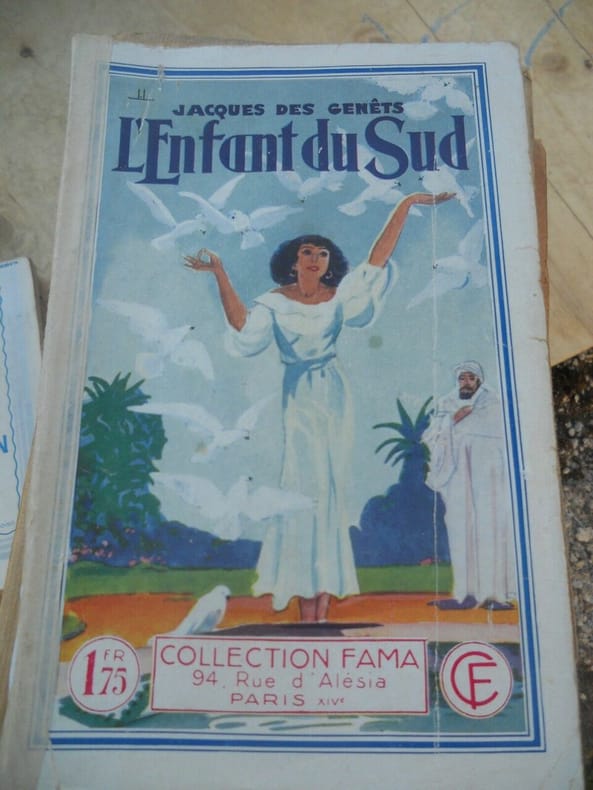 JACQUES DES GENÊTS
L'Enfant du Sud
1 FR 75
COLLECTION FAMA
94, Rue d'Alésia
PARIS XIVe
CF